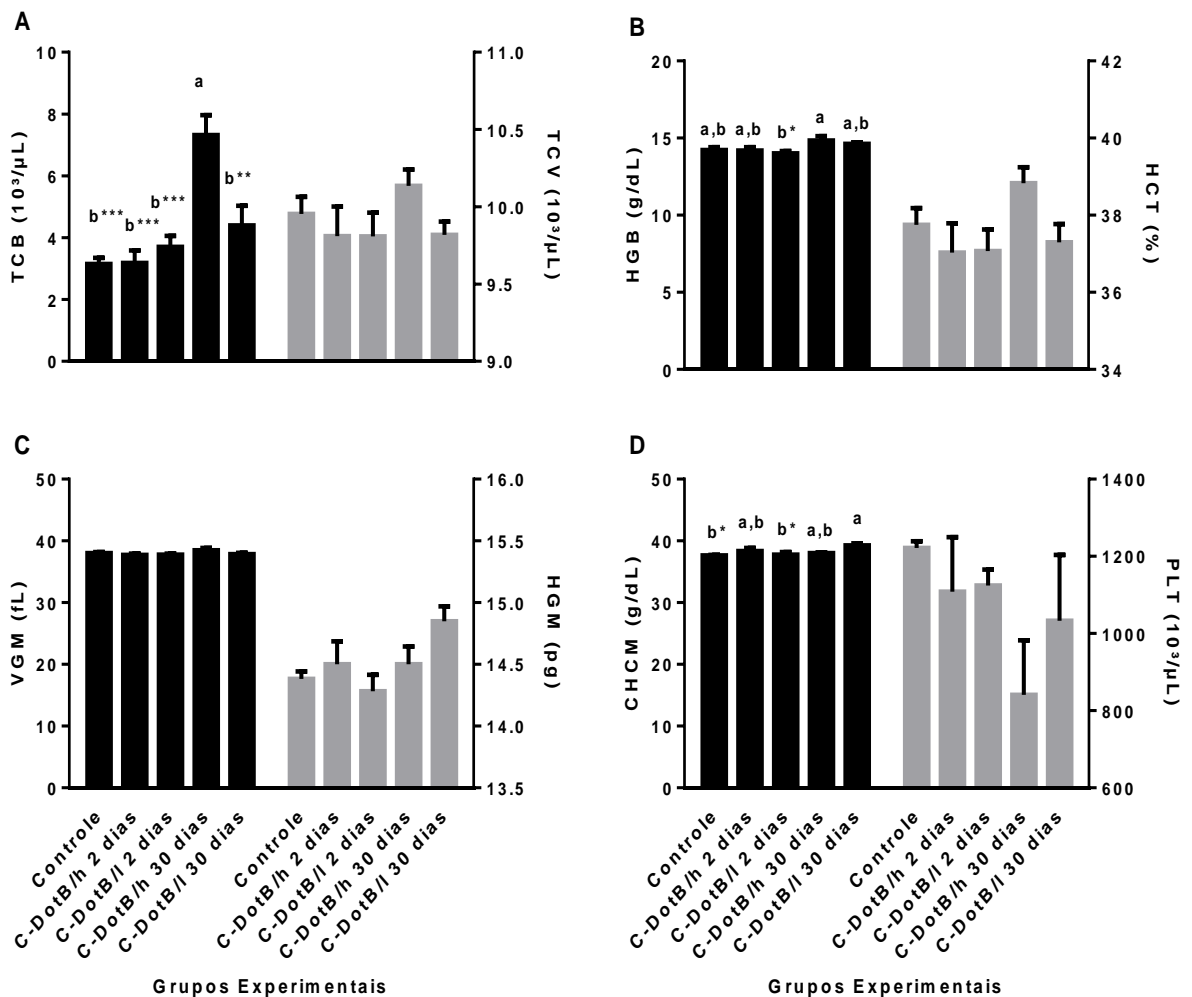 A
TCB (10³/µL)
10
8
6
4
2
0
b***
b***
b***
a
b**
11.0
10.5
10.0
9.5
9.0
TCV (10³/µL)
B
HGB (g/dL)
20
15
10
5
0
a,b
a,b
b*
a
a,b
42
40
38
36
34
HCT (%)
C
VGM (fL)
50
40
30
20
10
0
16.0
15.5
15.0
14.5
14.0
13.5
HGM (pg)
Controle
C-DotB/h 2 dias
C-DotB/l 2 dias
C-DotB/h 30 dias
C-DotB/l 30 dias
Controle
C-DotB/h 2 dias
C-DotB/l 2 dias
C-DotB/h 30 dias
C-DotB/l 30 dias
Grupos Experimentais
D
CHCM (g/dL)
50
40
30
20
10
0
b*
a,b
b*
a,b
a
1400
1200
1000
800
600
PLT (10³/µL)
Controle
C-DotB/h 2 dias
C-DotB/l 2 dias
C-DotB/h 30 dias
C-DotB/l 30 dias
Controle
C-DotB/h 2 dias
C-DotB/l 2 dias
C-DotB/h 30 dias
C-DotB/l 30 dias
Grupos Experimentais